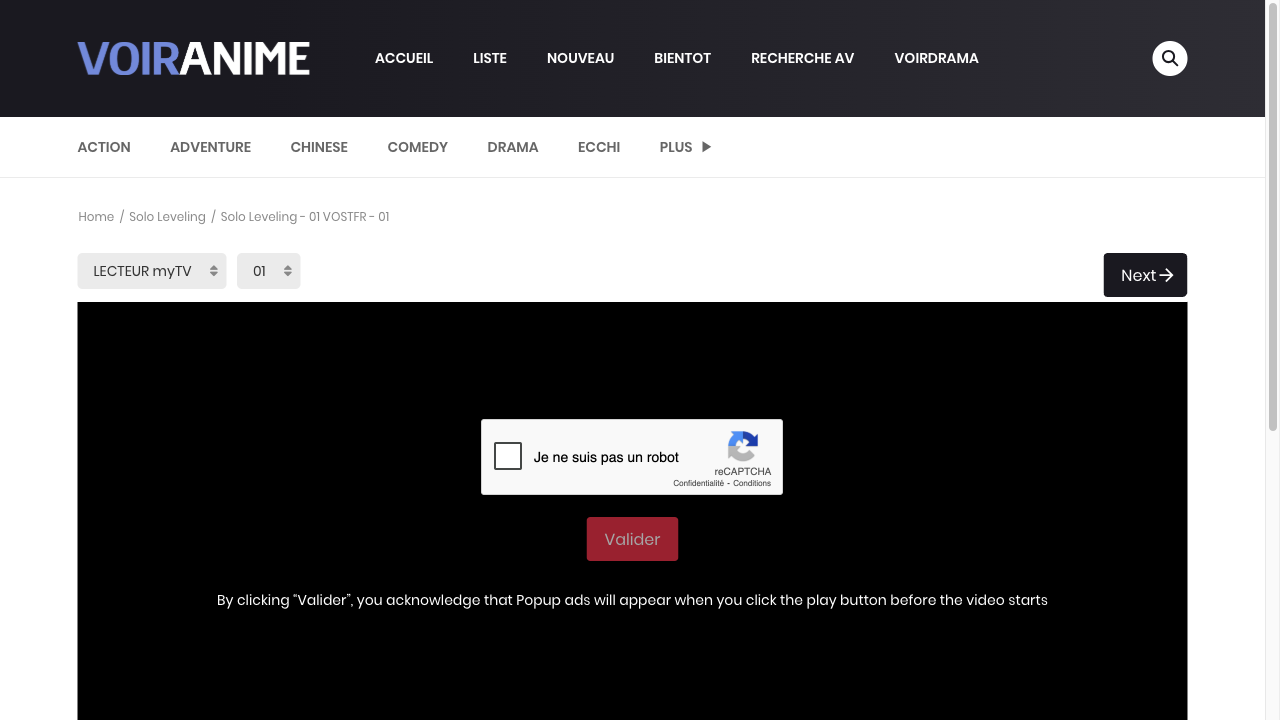 VOIRANIME
ACCUEIL LISTE NOUVEAU BIENTOT RECHERCHE AV VOIRDRAMA
ACTION ADVENTURE CHINESE COMEDY DRAMA ECCHI PLUS
Home / Solo Leveling / Solo Leveling - 01 VOSTFR - 01
LECTEUR myTV 01 Next
Je ne suis pas un robot
reCAPTCHA
Confidentialité - Conditions
Valider
By clicking “Valider”, you acknowledge that Popup ads will appear when you click the play button before the video starts